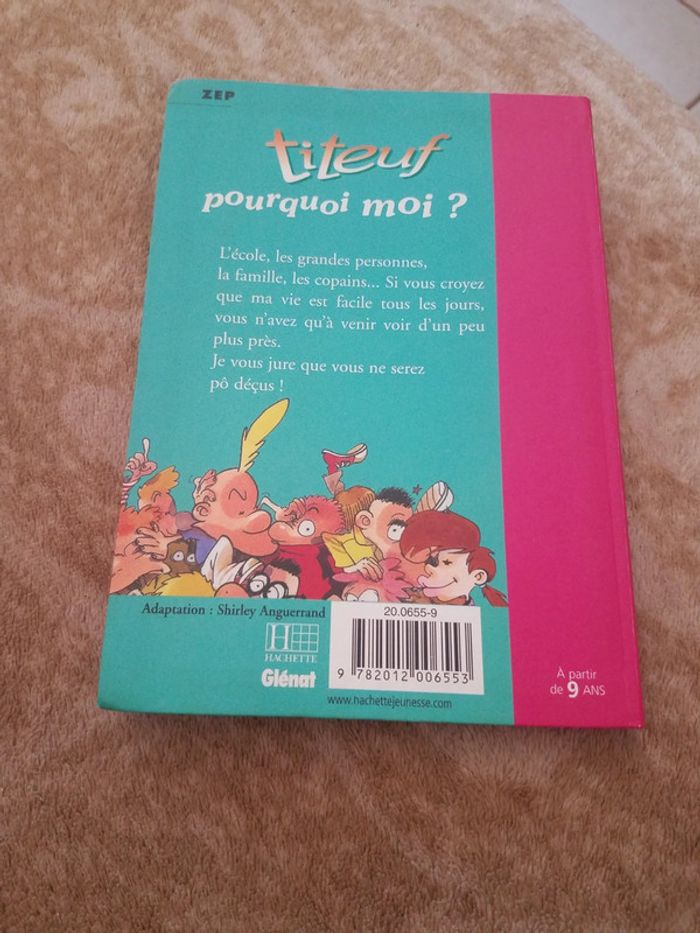 ZEP
titeuf
pourquoi moi ?
L'école, les grandes personnes,
la famille, les copains... Si vous croyez
que ma vie est facile tous les jours,
vous n'avez qu'à venir voir d'un peu
plus près.
Je vous jure que vous ne serez
pô déçus !
Adaptation : Shirley Anguerrand
H
HACHETTE
Glénat
20.0655-9
9 782012 006553
www.hachettejeunesse.com
À partir
de 9 ANS